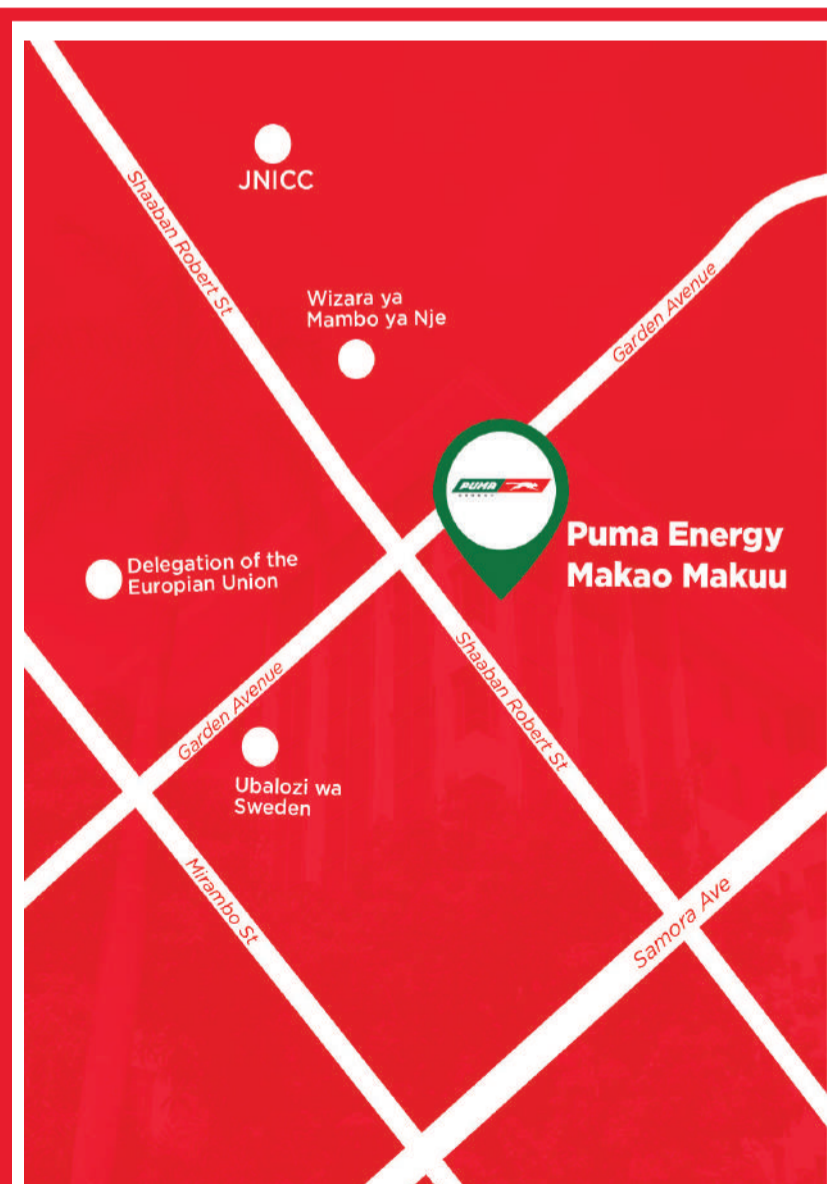 JNICC
Shaaban Robert St
Wizara ya
Mambo ya Nje
Garden Avenue
PUMA
ENERGY
Puma Energy
Makao Makuu
Delegation of the
Europian Union
Garden Avenue
Shaaban Robert St
Ubalozi wa
Sweden
Mirambo St
Samora Ave